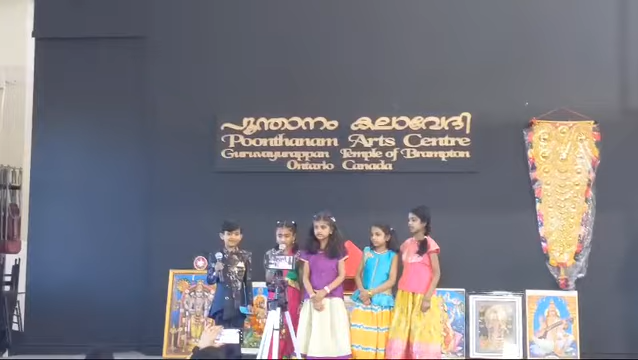 പൂന്താനം കലാവേദി
Poonthanam Arts Centre
Guruvayurappan Temple of Brampton
Ontario Canada